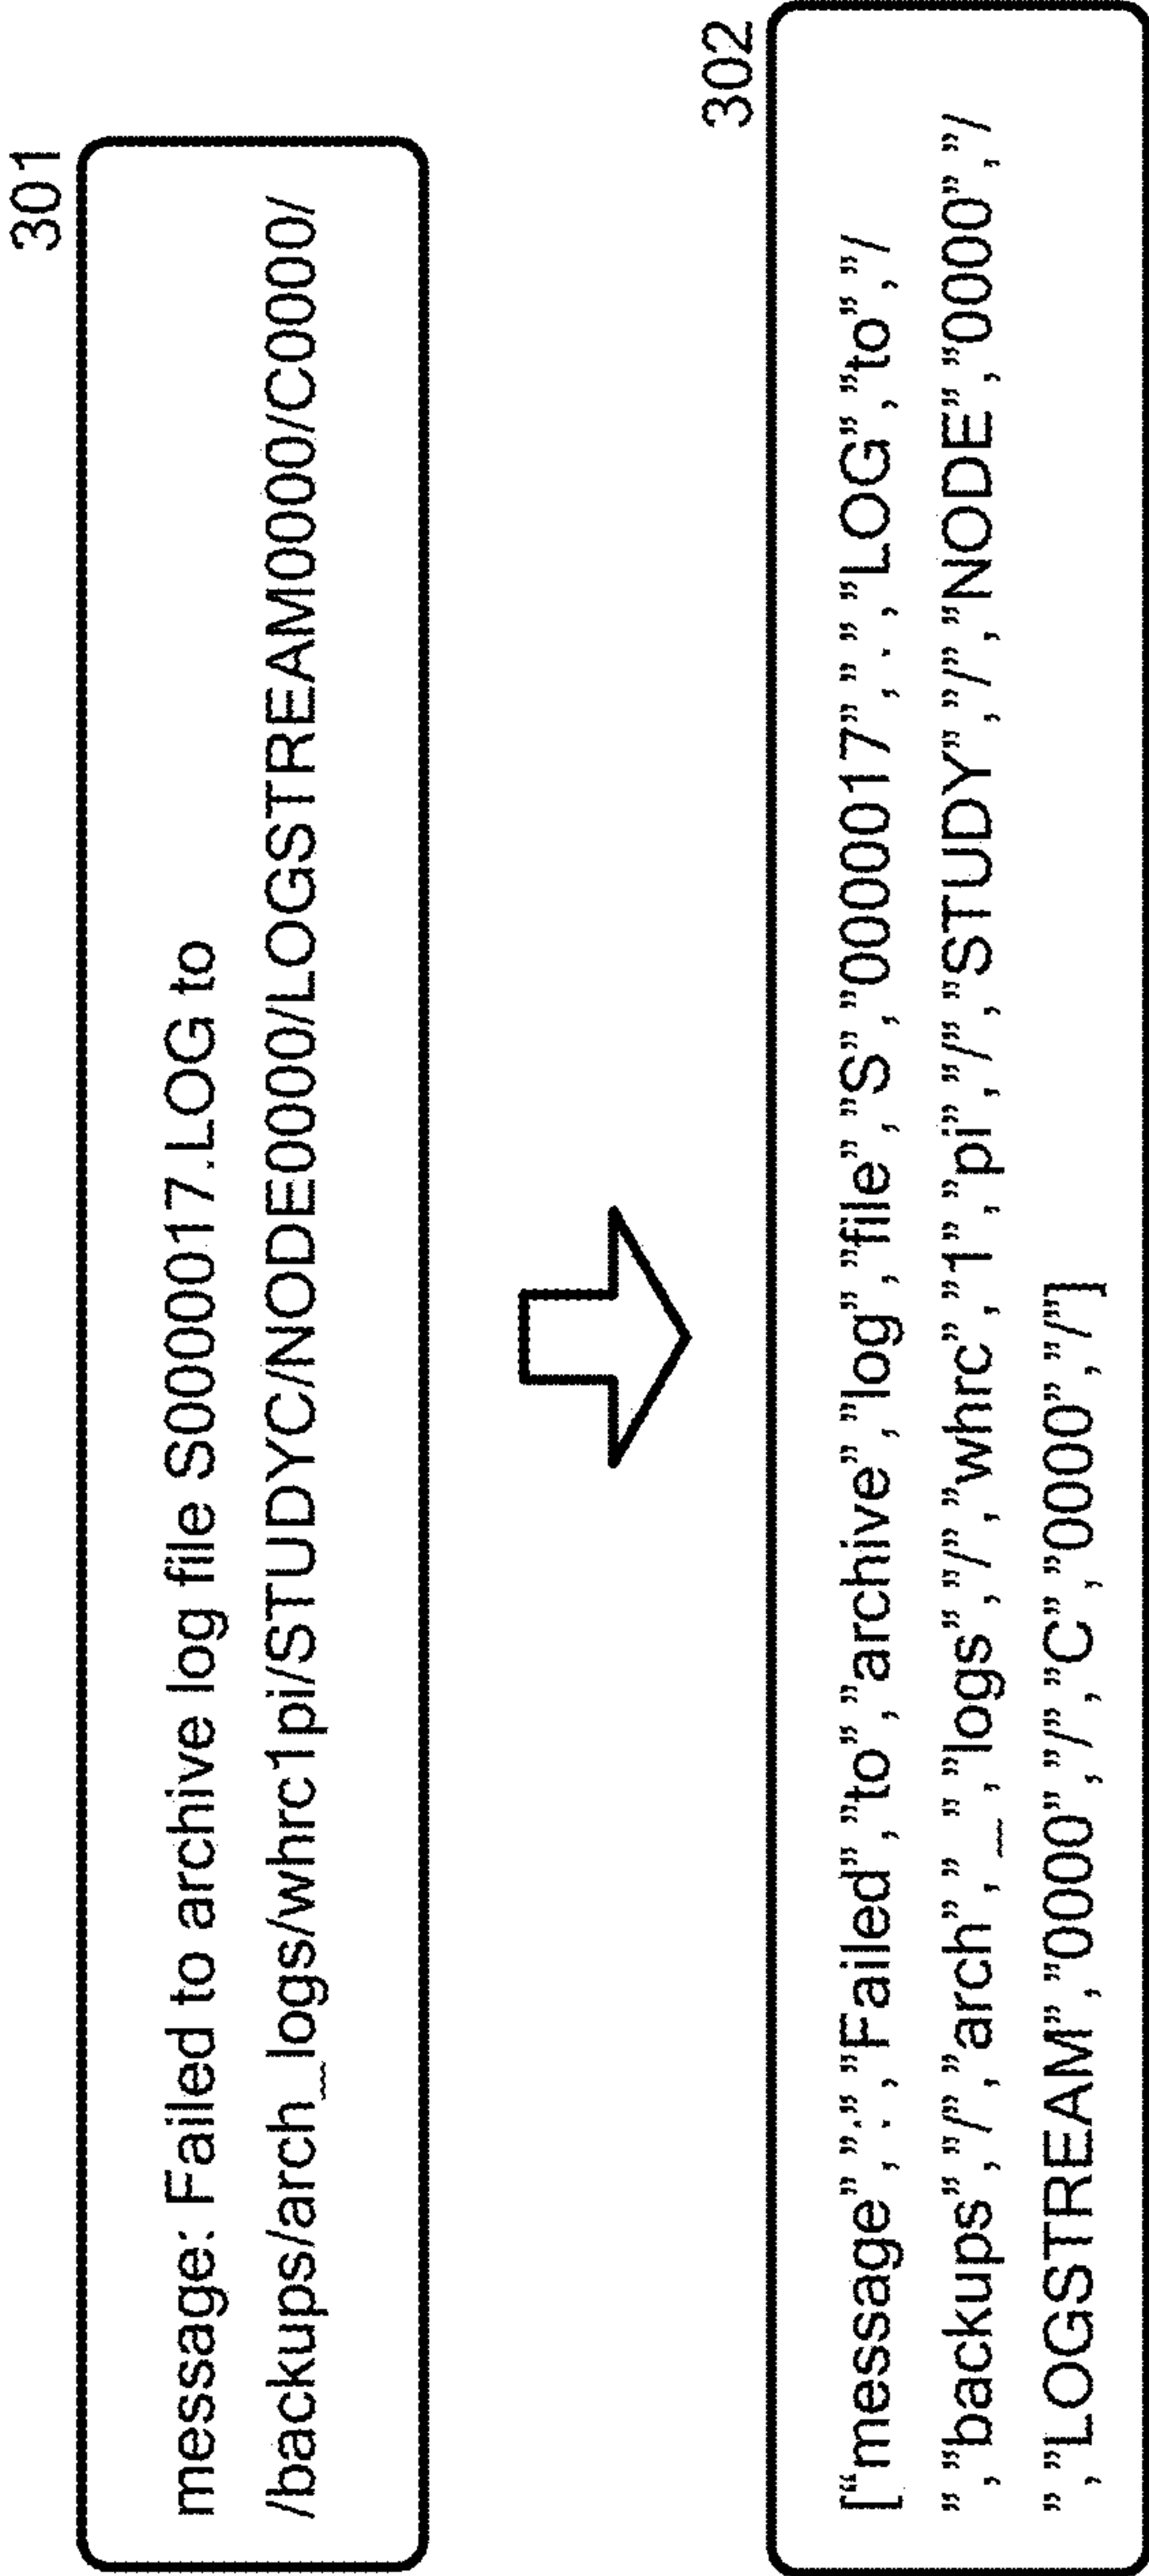 301
message: Failed to archive log file S0000017.LOG to
/backups/arch_logs/whrc1pi/STUDYC/NODE0000/LOGSTREAM0000/C0000/
302
[“message”,”:”,”Failed”,”to”,”archive”,”log”,”file”,”S”,”0000017”,”.”,”LOG”,”to”,”/
”,”backups”,”/”,”arch”,”_”,”logs”,”/”,”whrc”,”1”,”pi”,”/”,”STUDY”,”/”,”NODE”,”0000”,”/
”,”LOGSTREAM”,”0000”,”/”,”C”,”0000”,”/”]